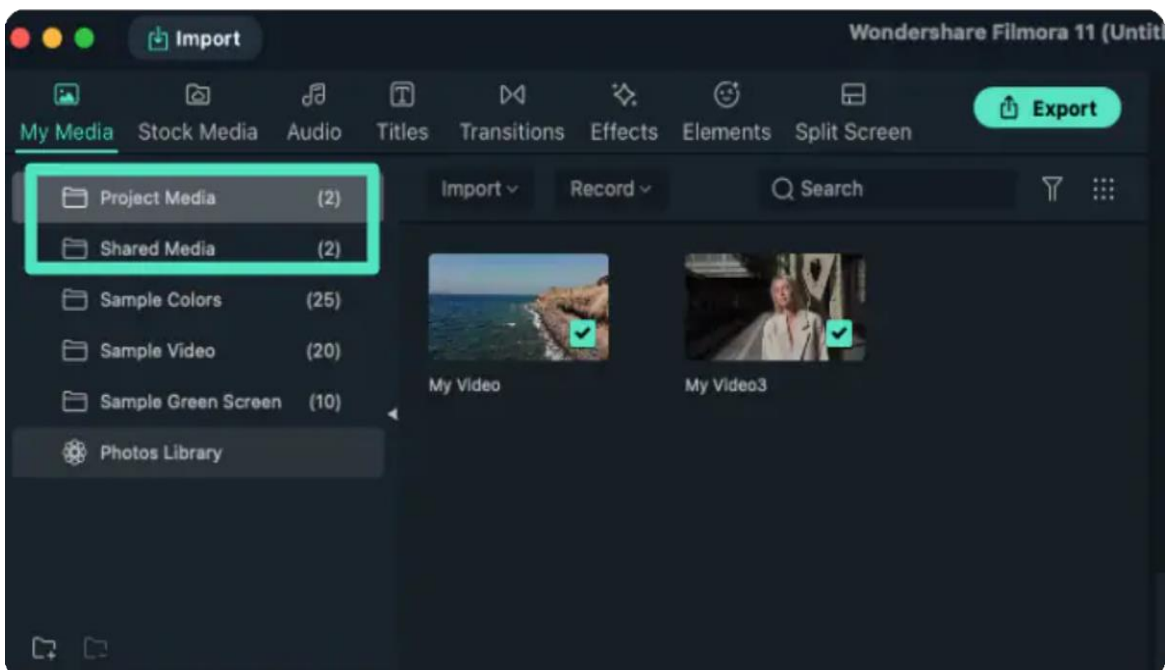 Import
Wondershare Filmora 11 (Untitl
My Media Stock Media Audio Titles Transitions Effects Elements Split Screen Export
Project Media (2)
Import Record Search
Shared Media (2)
Sample Colors (25)
Sample Video (20)
My Video My Video3
Sample Green Screen (10)
Photos Library